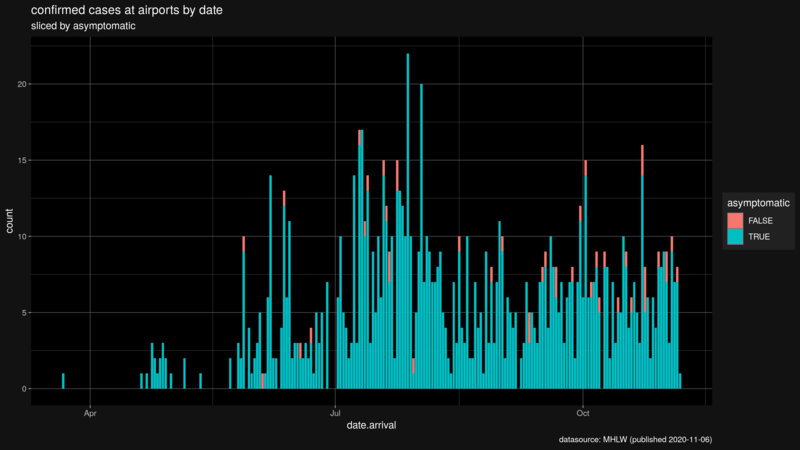 confirmed cases at airports by date
sliced by asymptomatic
20
15
10
5
0
count
Apr
Jul
Oct
date.arrival
asymptomatic
FALSE
TRUE
datasource: MHLW (published 2020-11-06)